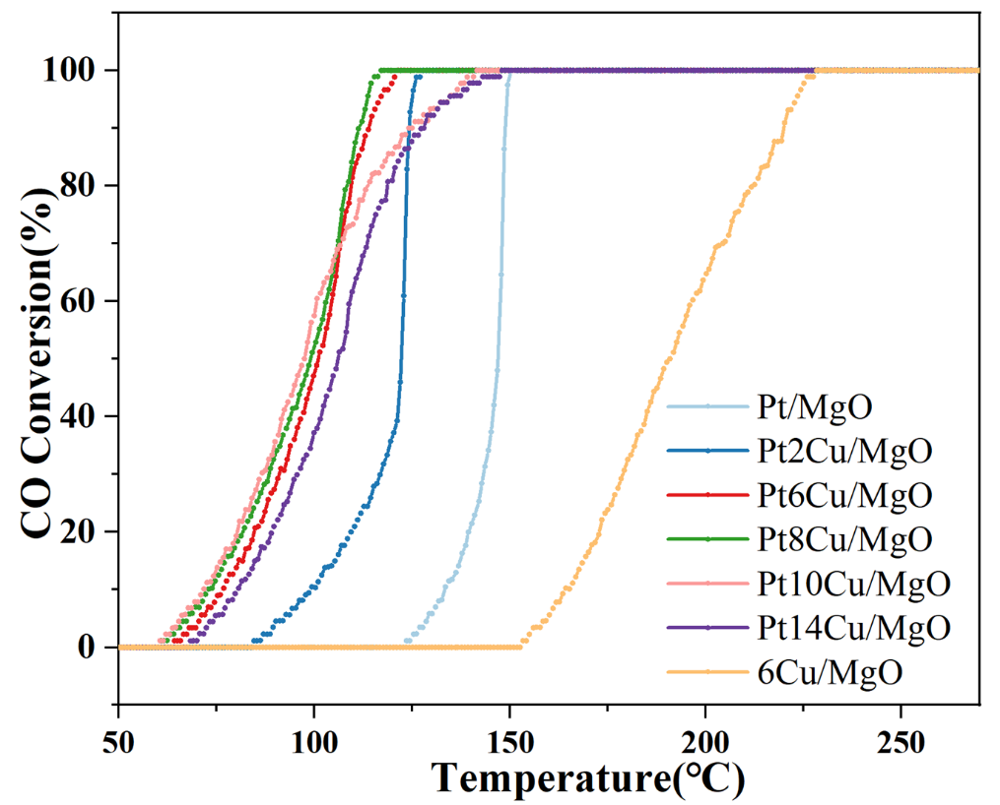 CO Conversion(%)
100
80
60
40
20
0
Pt/MgO
Pt2Cu/MgO
Pt6Cu/MgO
Pt8Cu/MgO
Pt10Cu/MgO
Pt14Cu/MgO
6Cu/MgO
50
100
150
200
250
Temperature(℃)